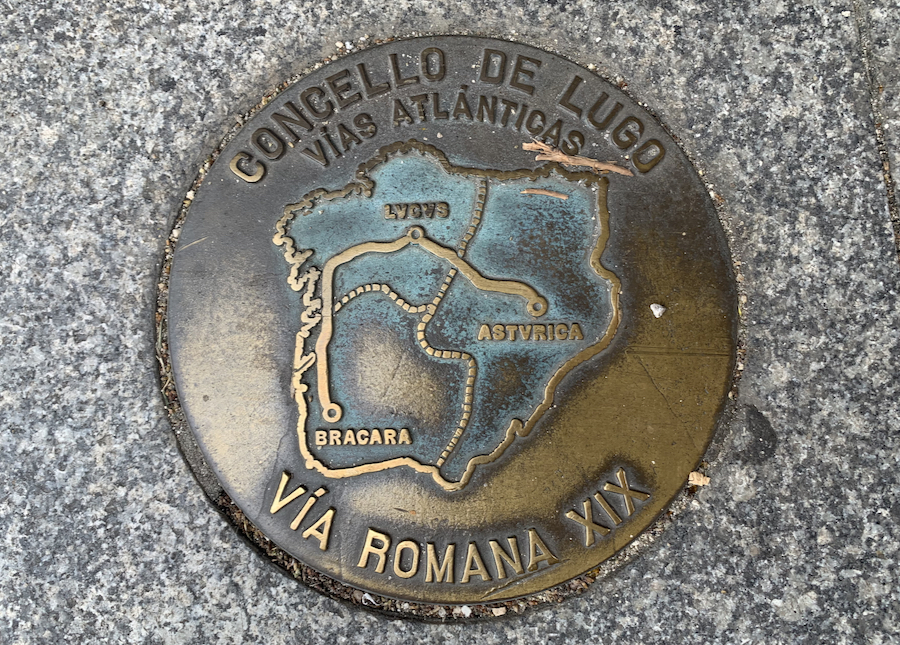 CONCELLO DE LUGO
VÍAS ATLÁNTICAS
LVCVS
ASTVRICA
BRACARA
VÍA ROMANA XIX